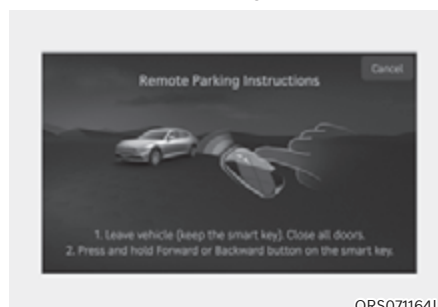 Cancel
Remote Parking Instructions
1. Leave vehicle (keep the smart key). Close all doors.
2. Press and hold Forward or Backward button on the smart key.